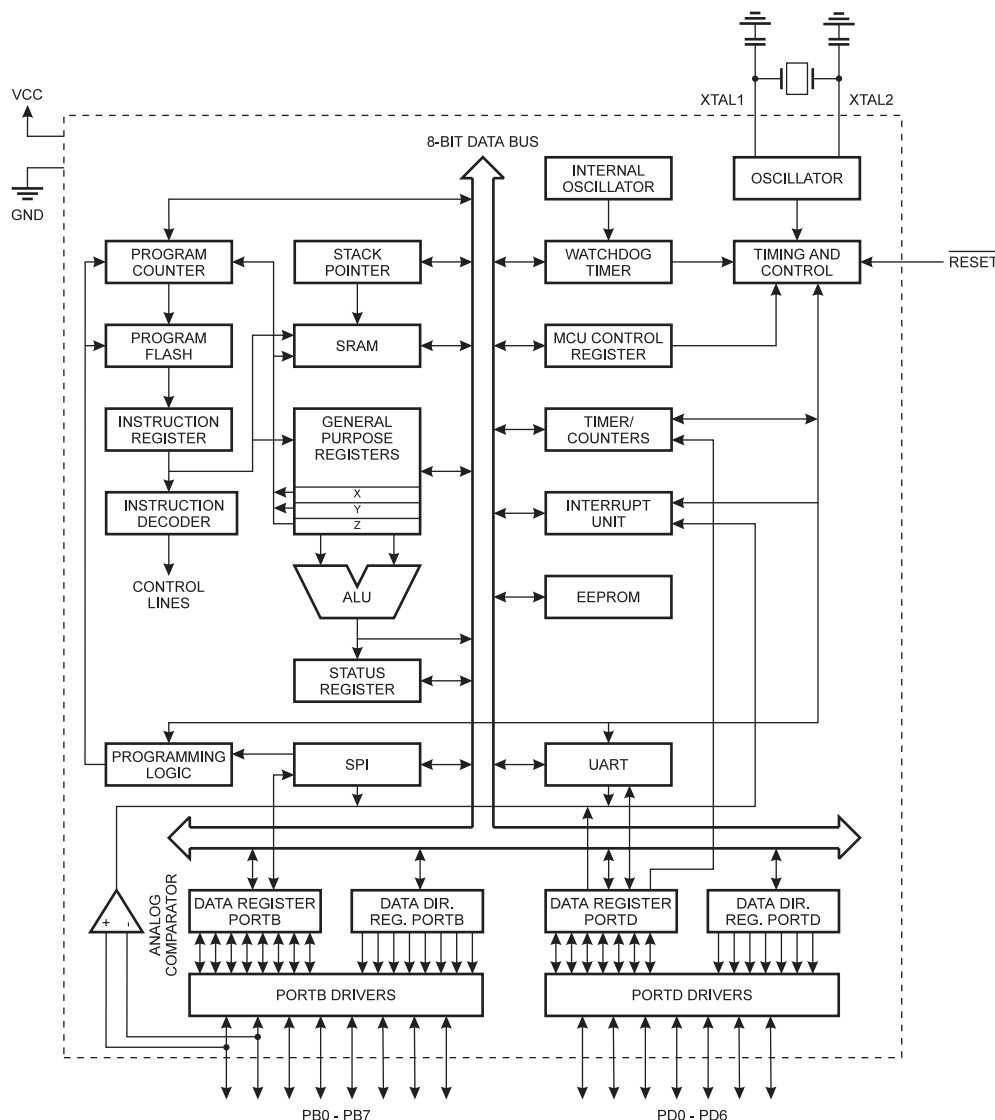 VCC
GND
XTAL1
XTAL2
8-BIT DATA BUS
INTERNAL
OSCILLATOR
OSCILLATOR
PROGRAM
COUNTER
STACK
POINTER
WATCHDOG
TIMER
TIMING AND
CONTROL
RESET
PROGRAM
FLASH
SRAM
MCU CONTROL
REGISTER
INSTRUCTION
REGISTER
GENERAL
PURPOSE
REGISTERS
X
Y
Z
TIMER/
COUNTERS
INSTRUCTION
DECODER
INTERRUPT
UNIT
CONTROL
LINES
ALU
EEPROM
STATUS
REGISTER
PROGRAMMING
LOGIC
SPI
UART
ANALOG
COMPARATOR
+
-
DATA REGISTER
PORTB
DATA DIR.
REG. PORTB
DATA REGISTER
PORTD
DATA DIR.
REG. PORTD
PORTB DRIVERS
PORTD DRIVERS
PB0 - PB7
PD0 - PD6